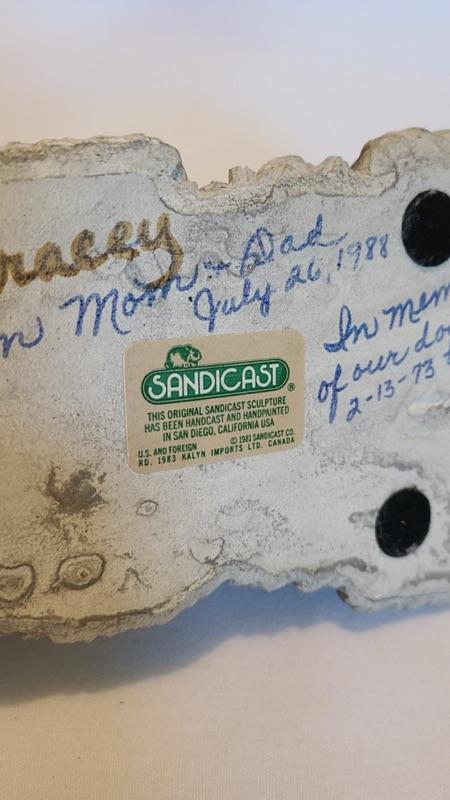 racey
n Mom & Dad
July 26, 1988
In mem
of our do
2-13-73 t
SANDICAST®
THIS ORIGINAL SANDICAST SCULPTURE
HAS BEEN HANDCAST AND HANDPAINTED
IN SAN DIEGO, CALIFORNIA USA
U.S. AND FOREIGN © 1981 SANDICAST CO.
RD. 1983 KALYN IMPORTS LTD. CANADA